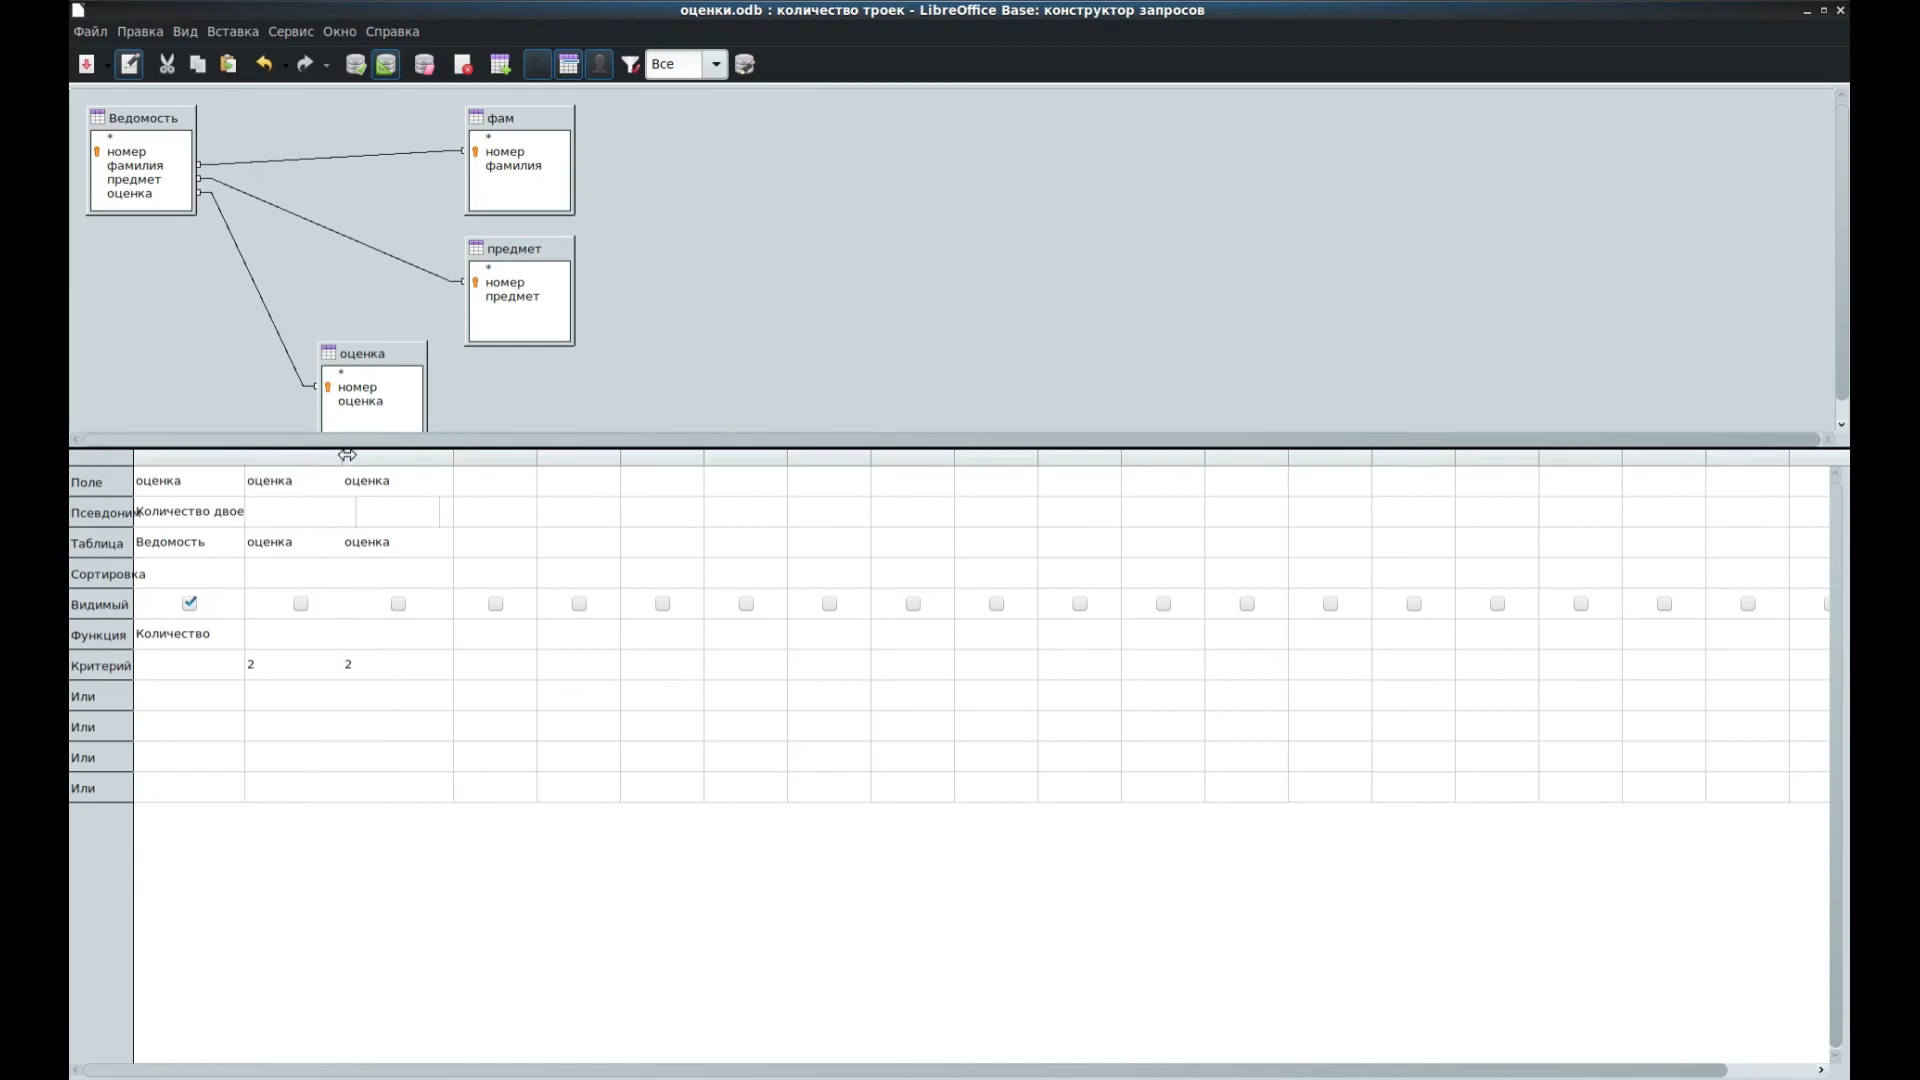 оценки.odb : количество троек - LibreOffice Base: конструктор запросов
Файл Правка Вид Вставка Сервис Окно Справка
Все
Ведомость
*
номер
фамилия
предмет
оценка
фам
*
номер
фамилия
предмет
*
номер
предмет
оценка
*
номер
оценка
Поле оценка оценка оценка
Псевдоним Количество двое
Таблица Ведомость оценка оценка
Сортировка
Видимый
Функция Количество
Критерий 2 2
Или
Или
Или
Или